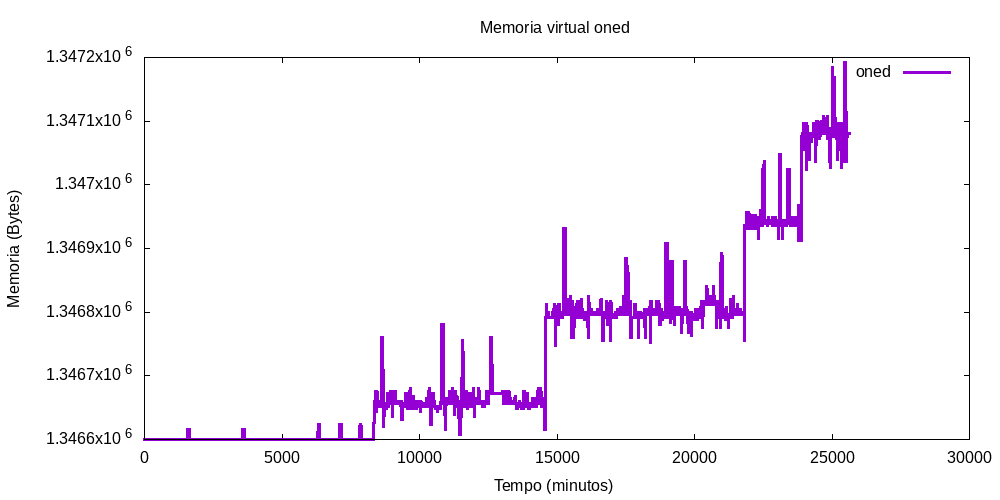 Memoria virtual oned
oned
Memoria (Bytes)
1.3472x10 6
1.3471x10 6
1.347x10 6
1.3469x10 6
1.3468x10 6
1.3467x10 6
1.3466x10 6
0 5000 10000 15000 20000 25000 30000
Tempo (minutos)